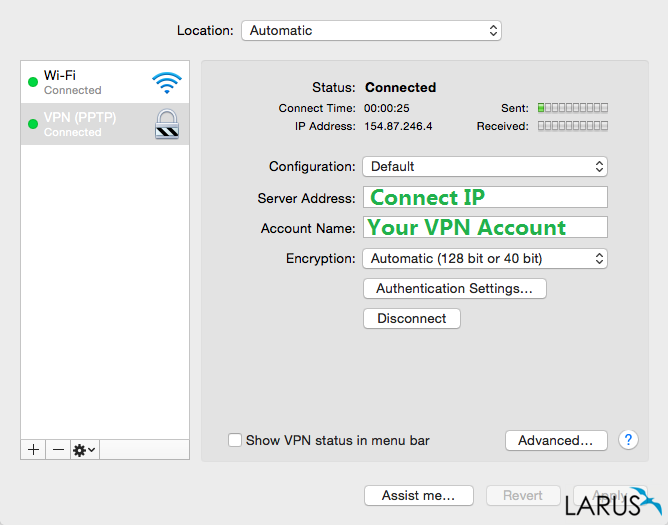 Location: Automatic
Wi-Fi
Connected
VPN (PPTP)
Connected
Status: Connected
Connect Time: 00:00:25 Sent:
IP Address: 154.87.246.4 Received:
Configuration: Default
Server Address: Connect IP
Account Name: Your VPN Account
Encryption: Automatic (128 bit or 40 bit)
Authentication Settings...
Disconnect
Show VPN status in menu bar Advanced... ?
Assist me... Revert Apply
LARUS